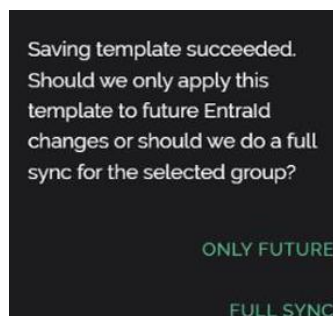 Saving template succeeded.
Should we only apply this
template to future EntraId
changes or should we do a full
sync for the selected group?
ONLY FUTURE
FULL SYNC